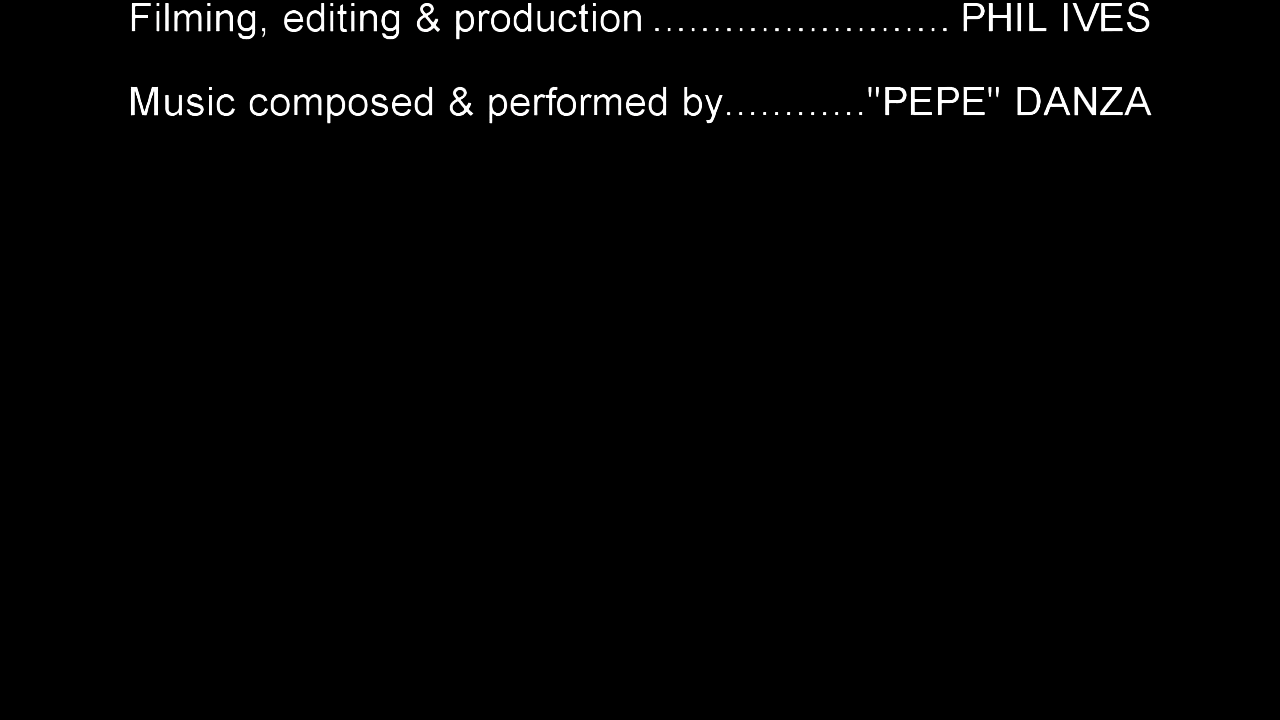 Filming, editing & production ......................... PHIL IVES
Music composed & performed by............"PEPE" DANZA